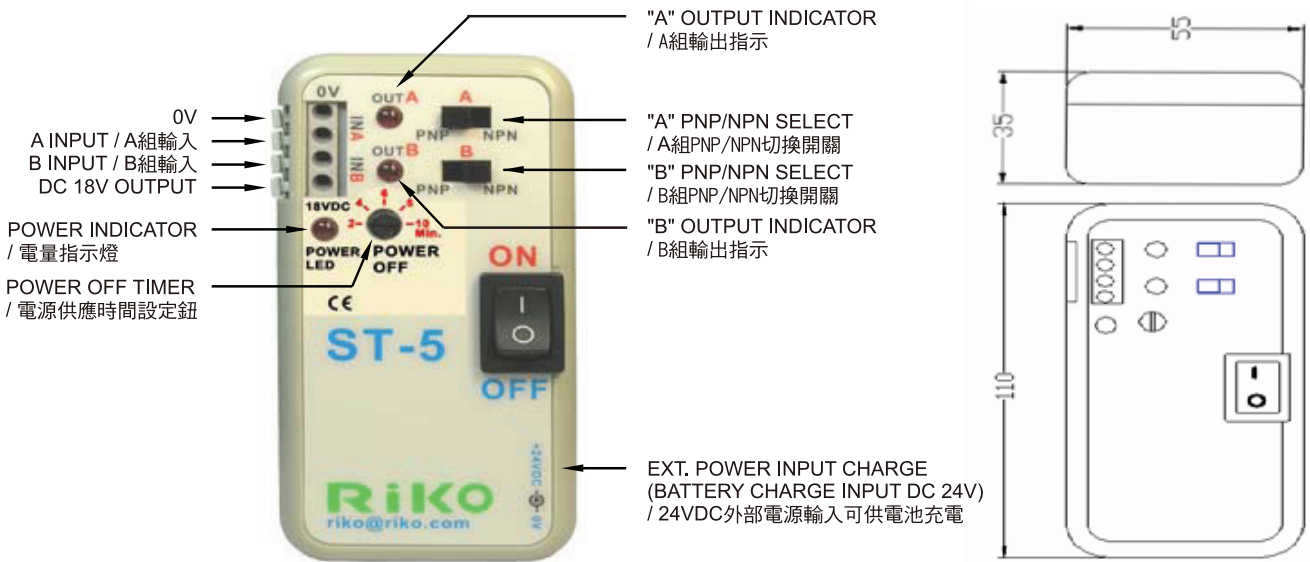 "A" OUTPUT INDICATOR
/ A組輸出指示
0V
A INPUT / A組輸入
B INPUT / B組輸入
DC 18V OUTPUT
POWER INDICATOR
/ 電量指示燈
POWER OFF TIMER
/ 電源供應時間設定鈕
0V
OUT A
A
INA
PNP NPN
OUT B
B
INB
PNP NPN
18VDC
2 4 6 8 10
Min.
POWER
LED
POWER
OFF
ON
CE
ST-5
OFF
RiKO
riko@riko.com
+24VDC 0V
"A" PNP/NPN SELECT
/ A組PNP/NPN切換開關
"B" PNP/NPN SELECT
/ B組PNP/NPN切換開關
"B" OUTPUT INDICATOR
/ B組輸出指示
EXT. POWER INPUT CHARGE
(BATTERY CHARGE INPUT DC 24V)
/ 24VDC外部電源輸入可供電池充電
55
35
110